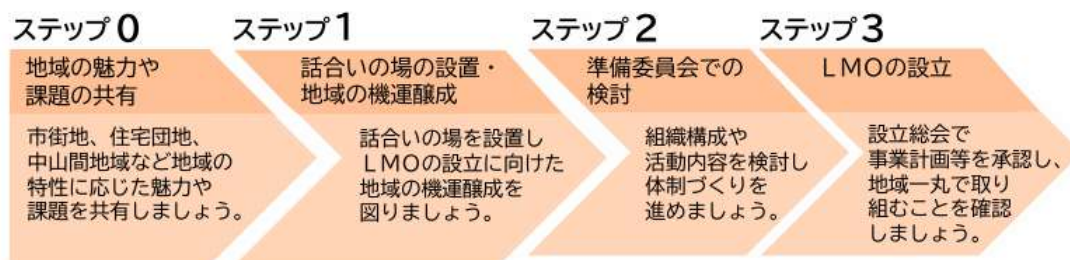 ステップ0
地域の魅力や
課題の共有
市街地、住宅団地、
中山間地域など地域の
特性に応じた魅力や
課題を共有しましょう。
ステップ1
話合いの場の設置・
地域の機運醸成
話合いの場を設置し
ＬＭＯの設立に向けた
地域の機運醸成を
図りましょう。
ステップ2
準備委員会での
検討
組織構成や
活動内容を検討し
体制づくりを
進めましょう。
ステップ3
ＬＭＯの設立
設立総会で
事業計画等を承認し、
地域一丸で取り
組むことを確認
しましょう。